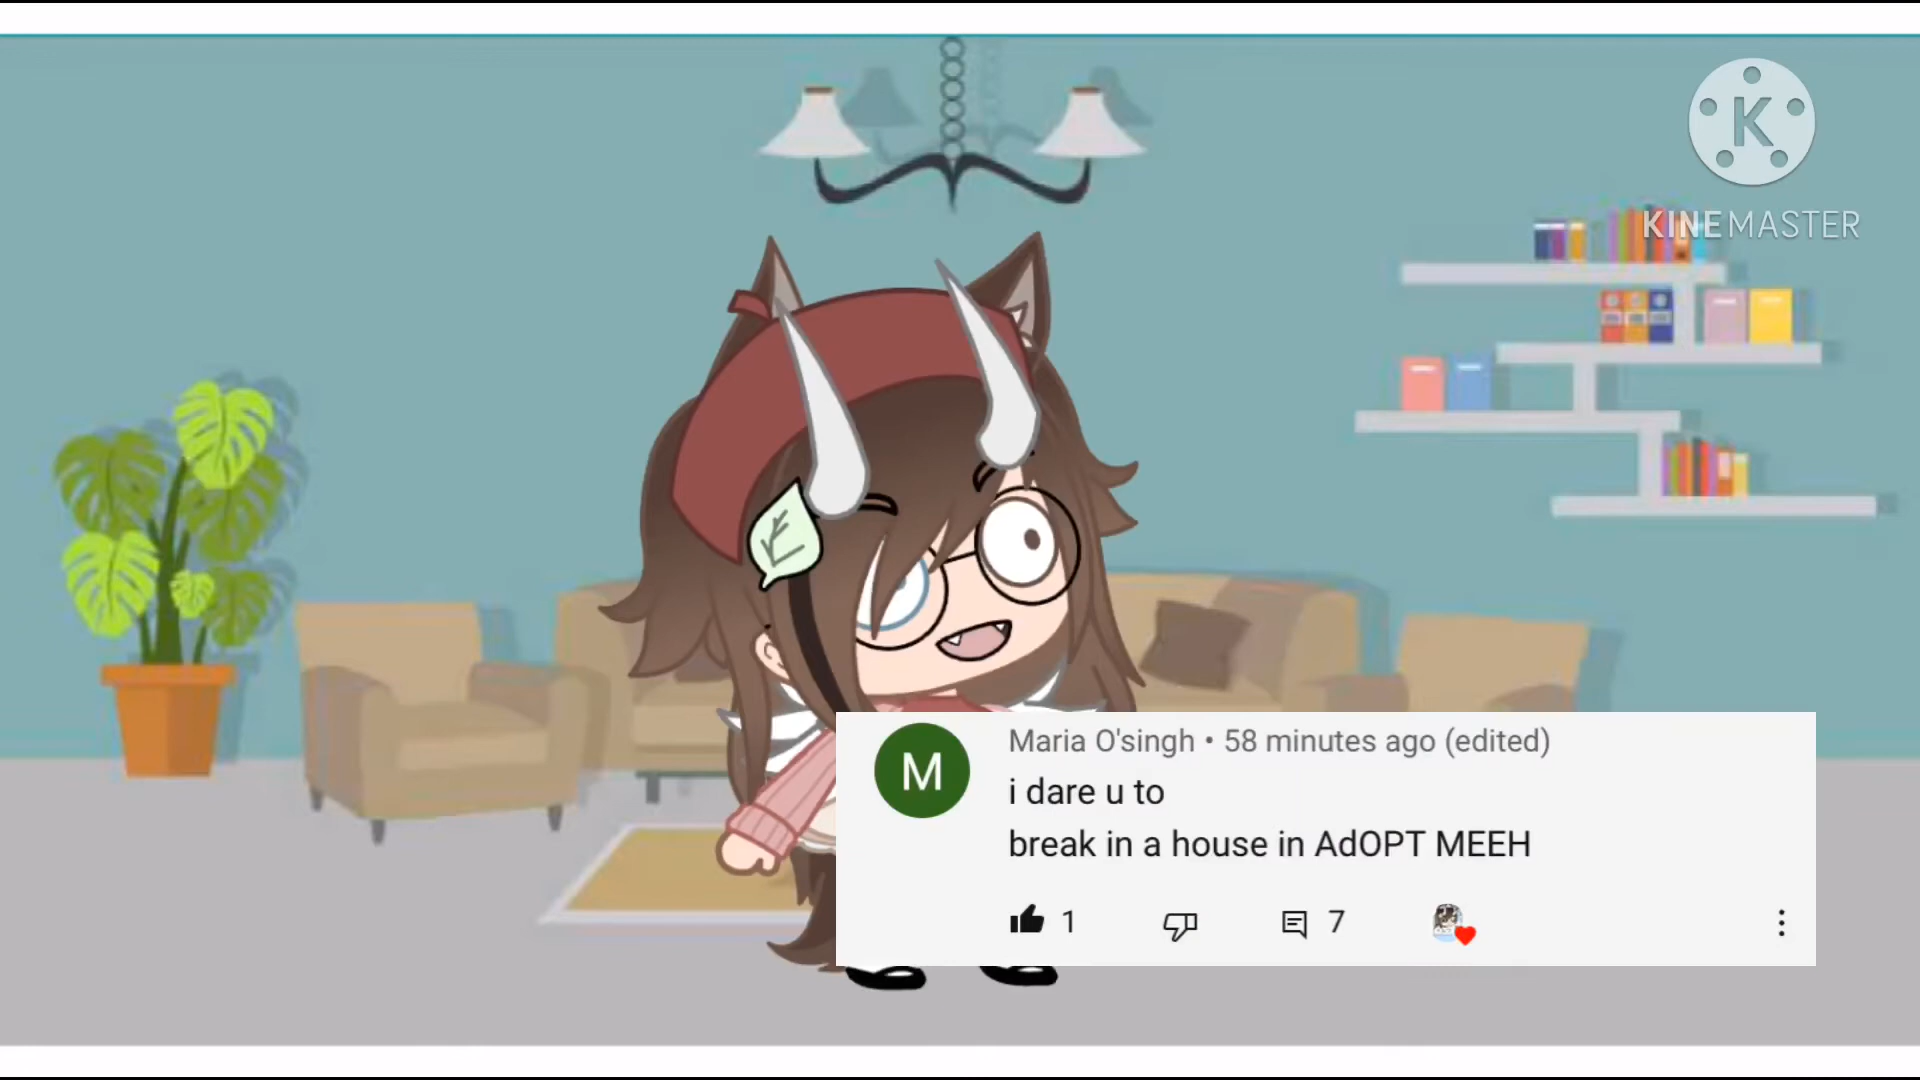 K
KINEMASTER
M
Maria O'singh • 58 minutes ago (edited)
i dare u to
break in a house in AdOPT MEEH
1
7